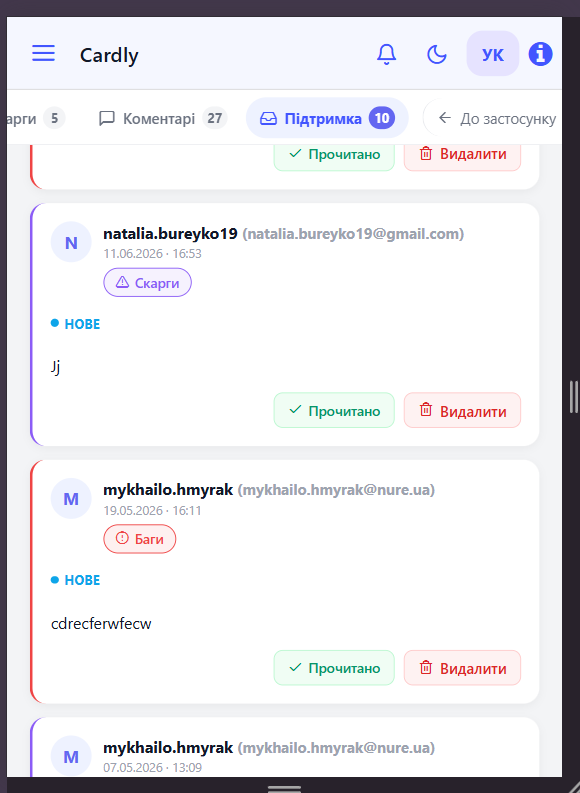 Cardly
УК
арги 5
Коментарі 27
Підтримка 10
До застосунку
Прочитано
Видалити
N
natalia.bureyko19 (natalia.bureyko19@gmail.com)
11.06.2026 · 16:53
Скарги
НОВЕ
Jj
Прочитано
Видалити
M
mykhailo.hmyrak (mykhailo.hmyrak@nure.ua)
19.05.2026 · 16:11
Баги
НОВЕ
cdrecferwfecw
Прочитано
Видалити
M
mykhailo.hmyrak (mykhailo.hmyrak@nure.ua)
07.05.2026 · 13:09